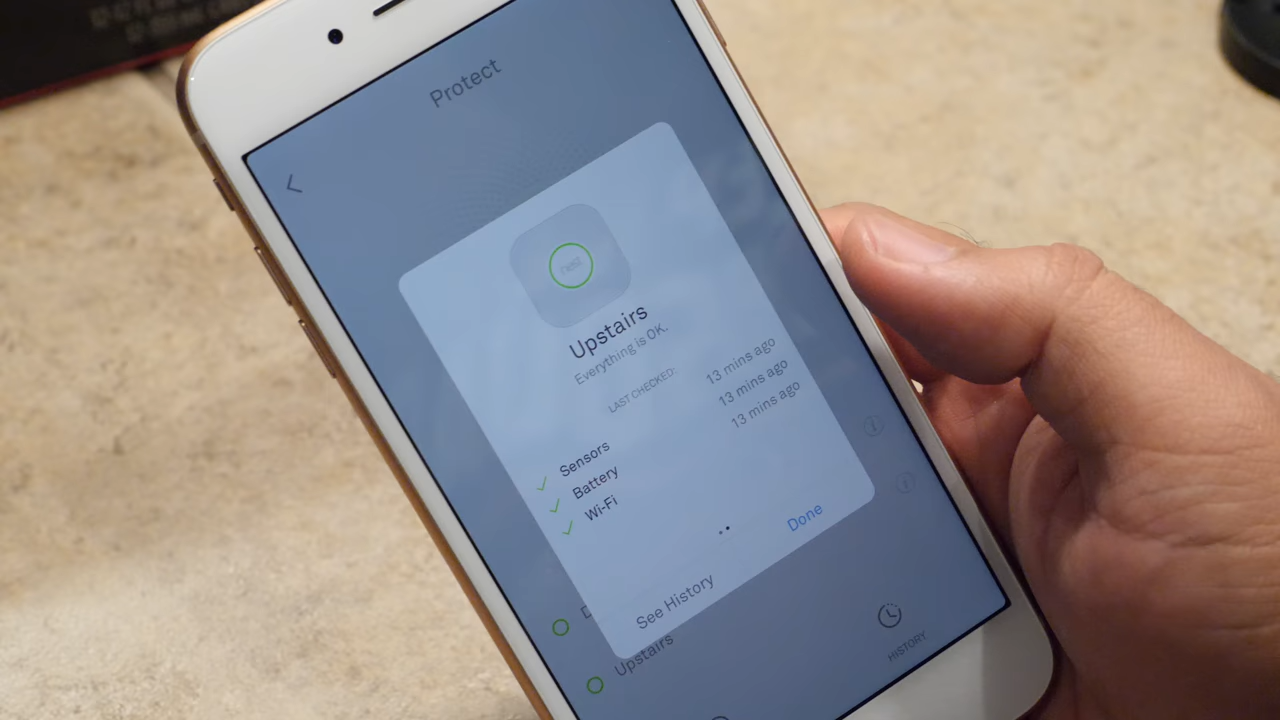 Protect
nest
Upstairs
Everything is OK.
LAST CHECKED:
Sensors 13 mins ago
Battery 13 mins ago
Wi-Fi 13 mins ago
See History
Done
D
Upstairs
HISTORY